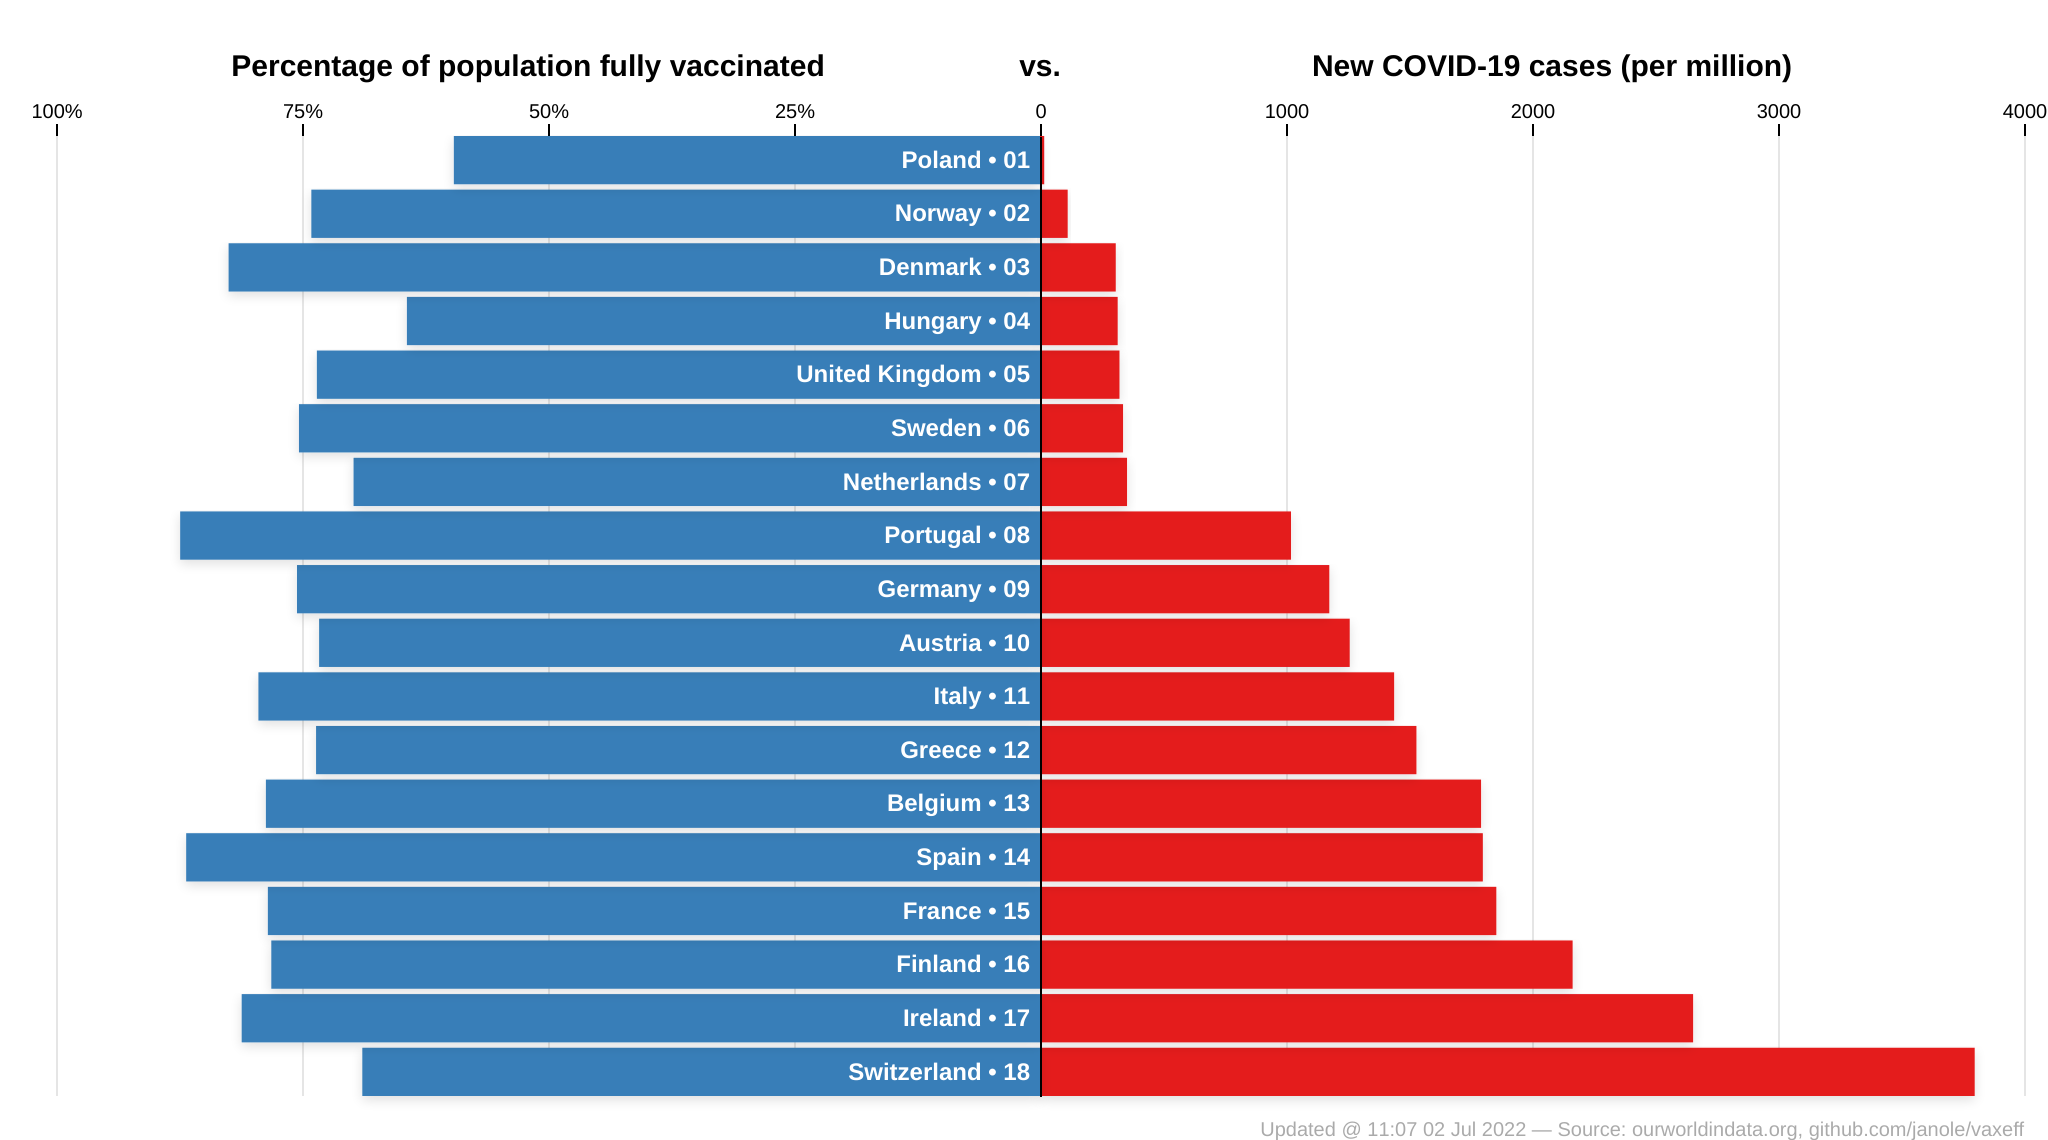 Percentage of population fully vaccinated vs. New COVID-19 cases (per million)
100% 75% 50% 25% 0 1000 2000 3000 4000
Poland • 01
Norway • 02
Denmark • 03
Hungary • 04
United Kingdom • 05
Sweden • 06
Netherlands • 07
Portugal • 08
Germany • 09
Austria • 10
Italy • 11
Greece • 12
Belgium • 13
Spain • 14
France • 15
Finland • 16
Ireland • 17
Switzerland • 18
Updated @ 11:07 02 Jul 2022 — Source: ourworldindata.org, github.com/janole/vaxeff